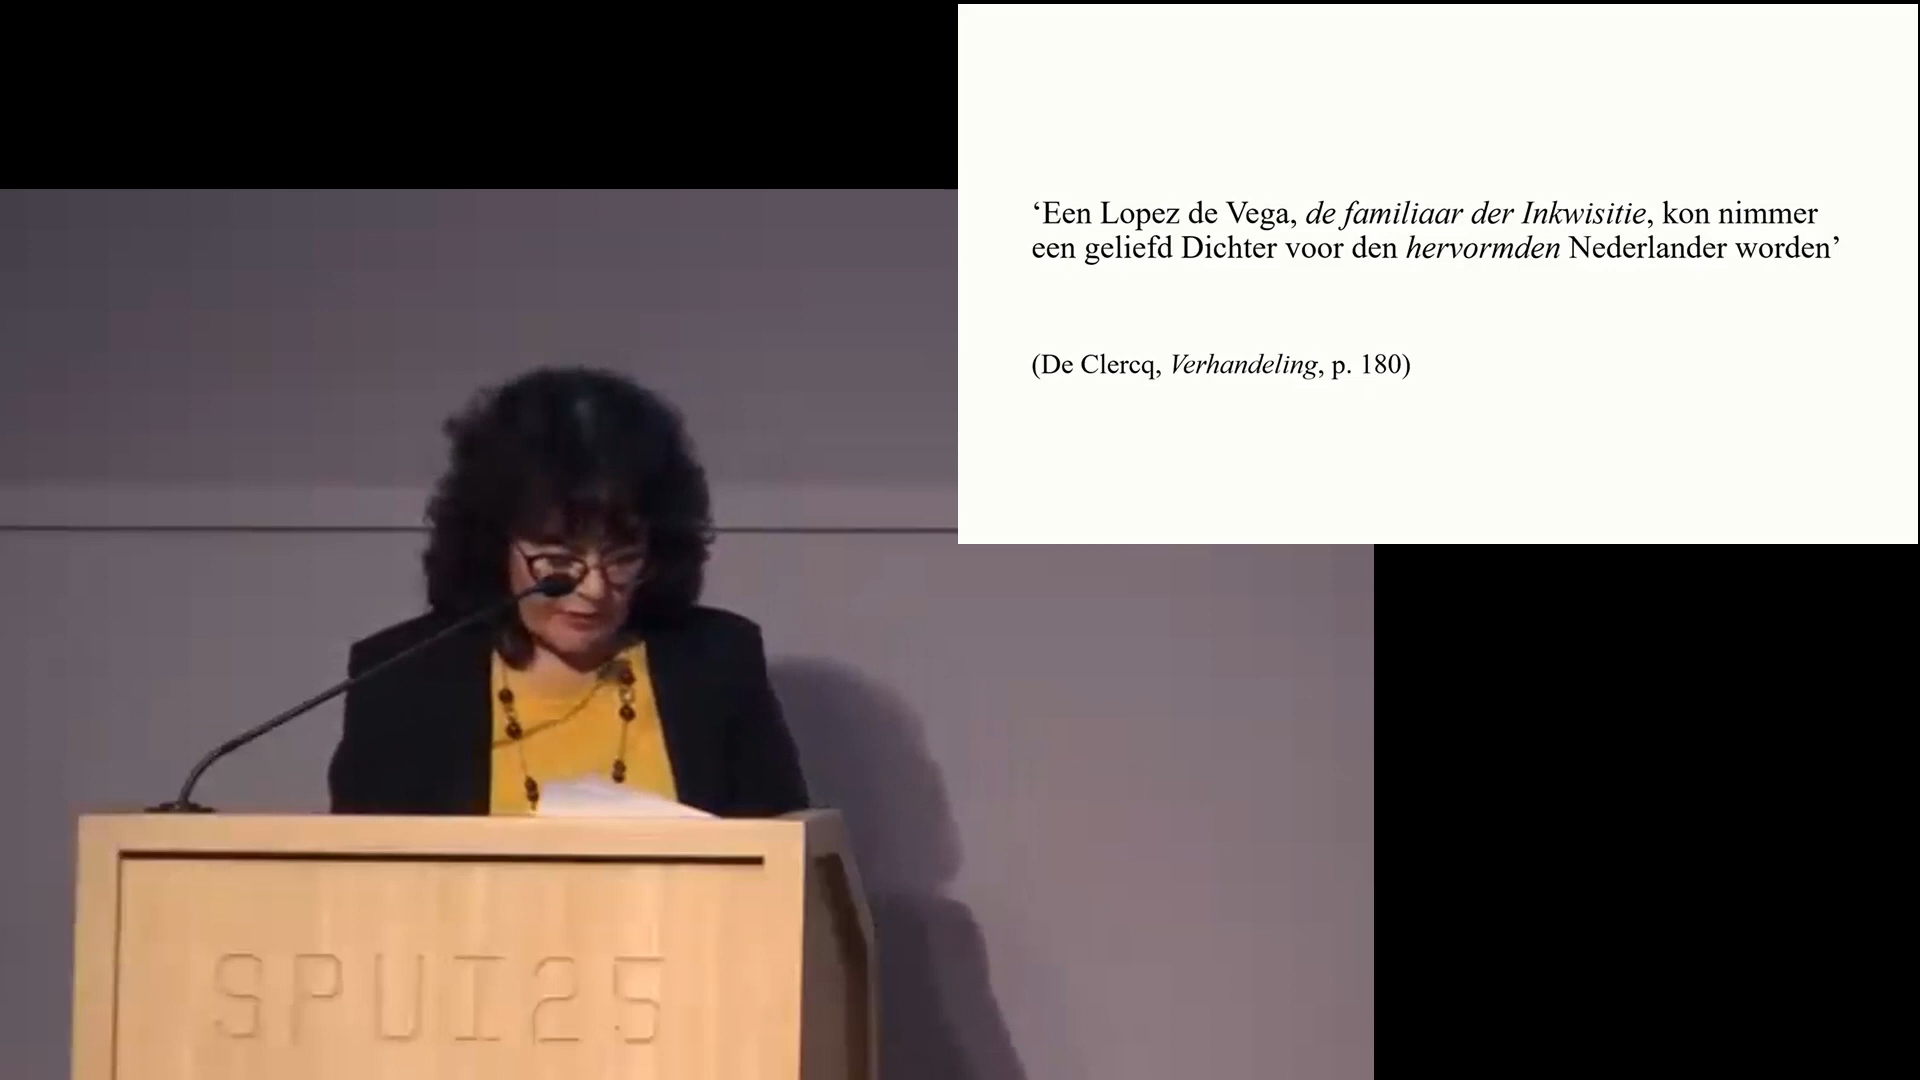 ‘Een Lopez de Vega, de familiaar der Inkwisitie, kon nimmer
een geliefd Dichter voor den hervormden Nederlander worden’
(De Clercq, Verhandeling, p. 180)
SPUI25